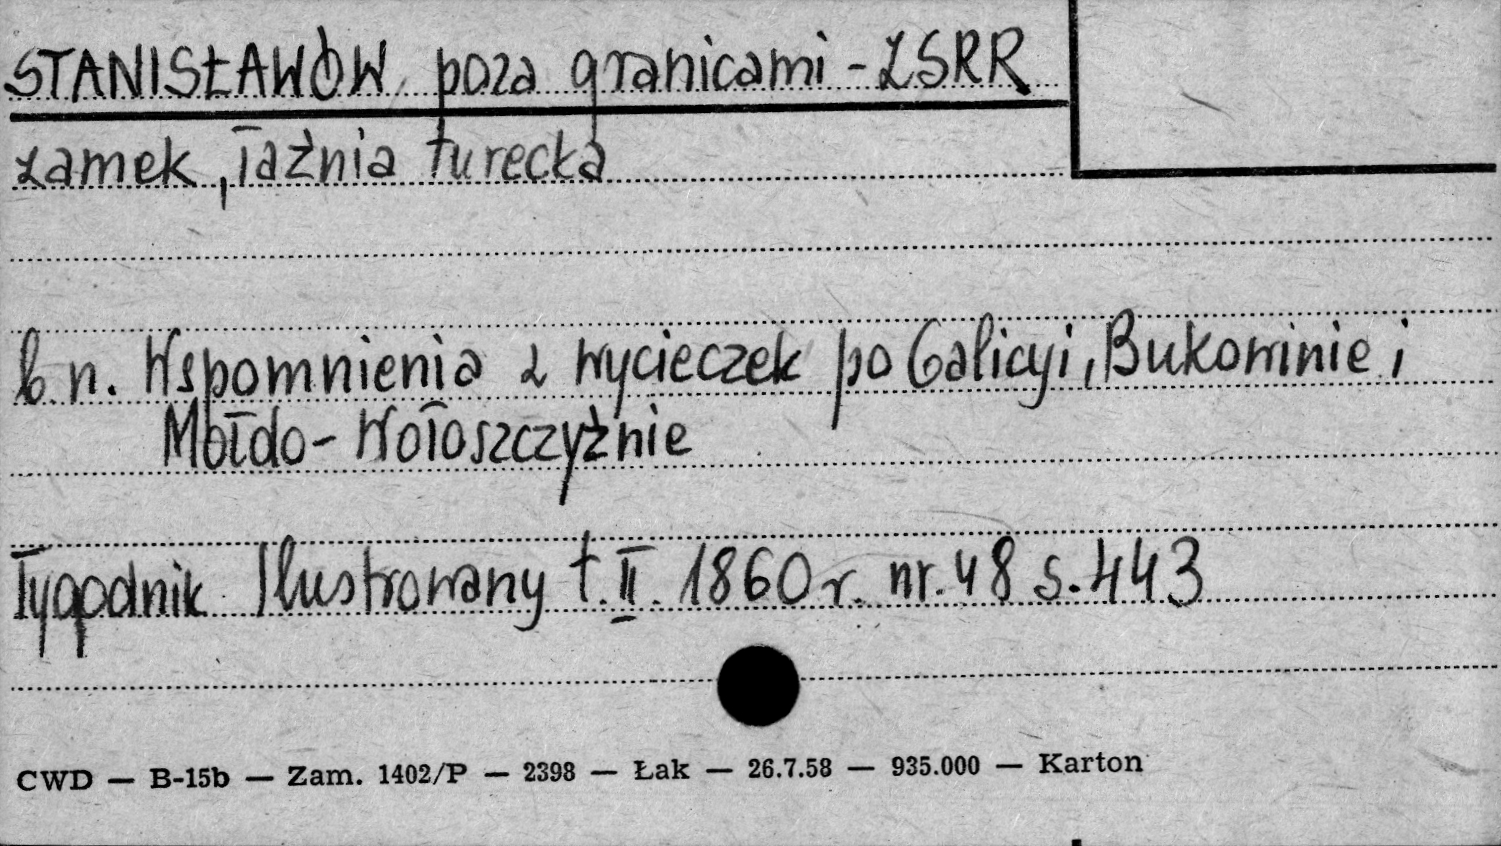 STANISŁAWÓW poza granicami - ZSRR
zamek, łaźnia turecka
b.n. Wspomnienia z wycieczek po Galicyi, Bukowinie i
Mołdo-Wołoszczyźnie
Tygodnik Ilustrowany t. II. 1860 r. nr. 48 s. 443
CWD — B-15b — Zam. 1402/P — 2398 — Łak — 26.7.58 — 935.000 — Karton